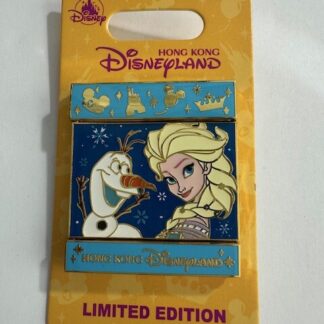 Disney
HONG KONG
Disneyland
HONG KONG Disneyland
LIMITED EDITION